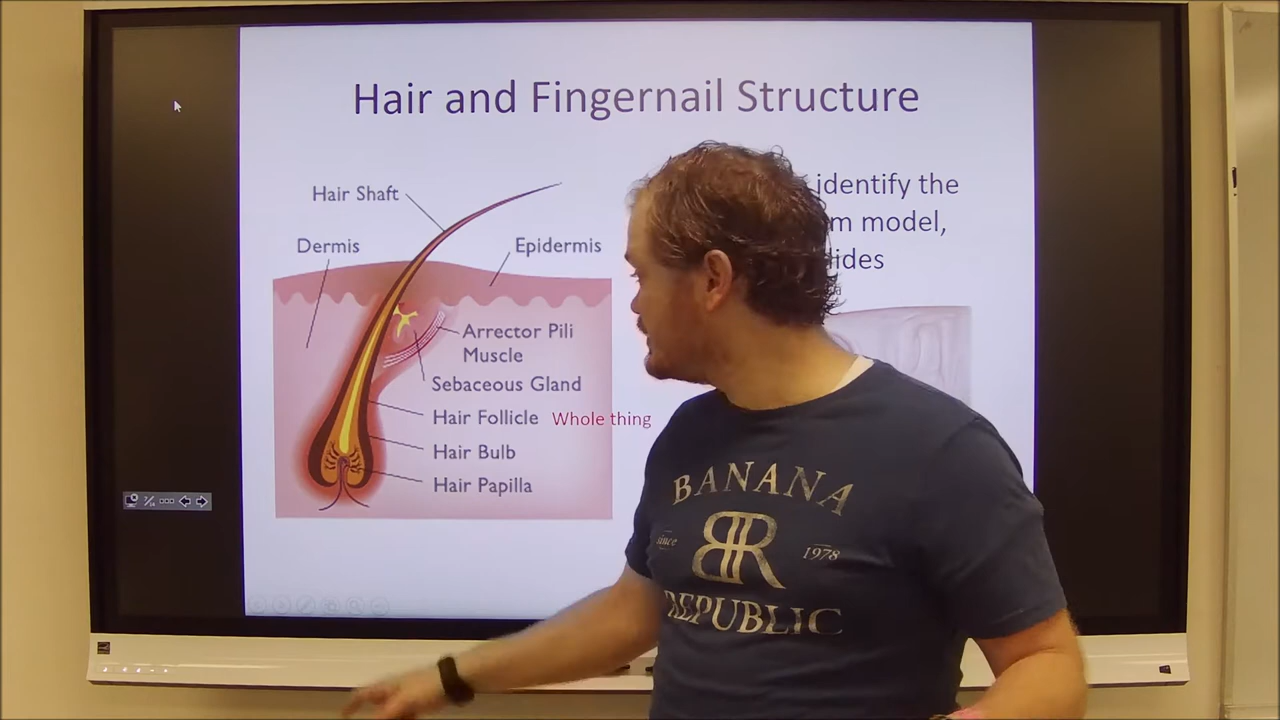 Hair and Fingernail Structure
Hair Shaft
Dermis
Epidermis
Arrector Pili
Muscle
Sebaceous Gland
Hair Follicle Whole thing
Hair Bulb
Hair Papilla
identify the
model,
BANANA
since BR 1978
REPUBLIC